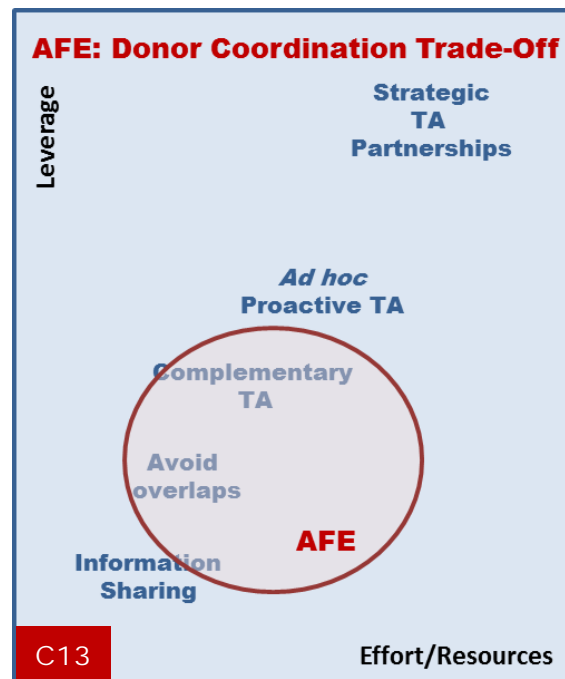 AFE: Donor Coordination Trade-Off
Leverage
Strategic
TA
Partnerships
Ad hoc
Proactive TA
Complementary
TA
Avoid
overlaps
AFE
Information
Sharing
C13
Effort/Resources